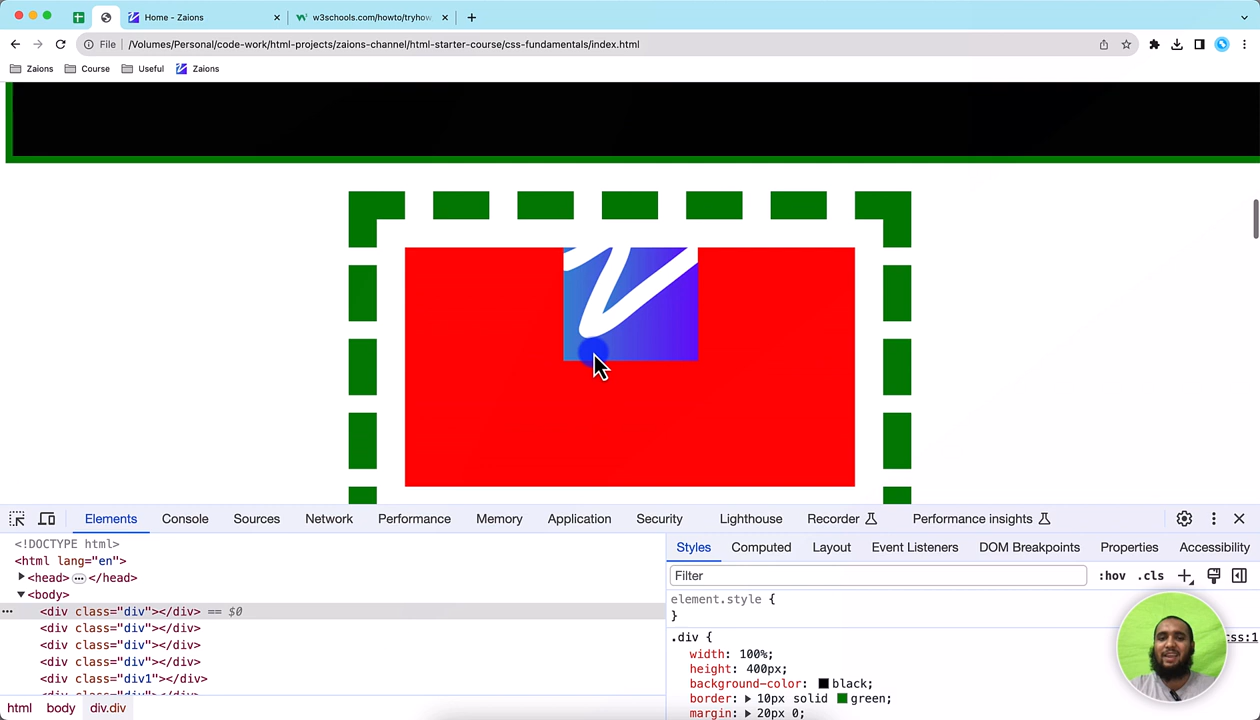 Home - Zaions
w3schools.com/howto/tryhow
File
/Volumes/Personal/code-work/html-projects/zaions-channel/html-starter-course/css-fundamentals/index.html
Zaions
Course
Useful
Zaions
Elements
Console
Sources
Network
Performance
Memory
Application
Security
Lighthouse
Recorder
Performance insights
<!DOCTYPE html>
<html lang="en">
<head> ••• </head>
<body>
••• <div class="div"></div> == $0
<div class="div"></div>
<div class="div"></div>
<div class="div"></div>
<div class="div1"></div>
html body div.div
Styles
Computed
Layout
Event Listeners
DOM Breakpoints
Properties
Accessibility
Filter
:hov .cls
element.style {
}
.div {
css:1
width: 100%;
height: 400px;
background-color: black;
border: 10px solid green;
margin: 20px 0;